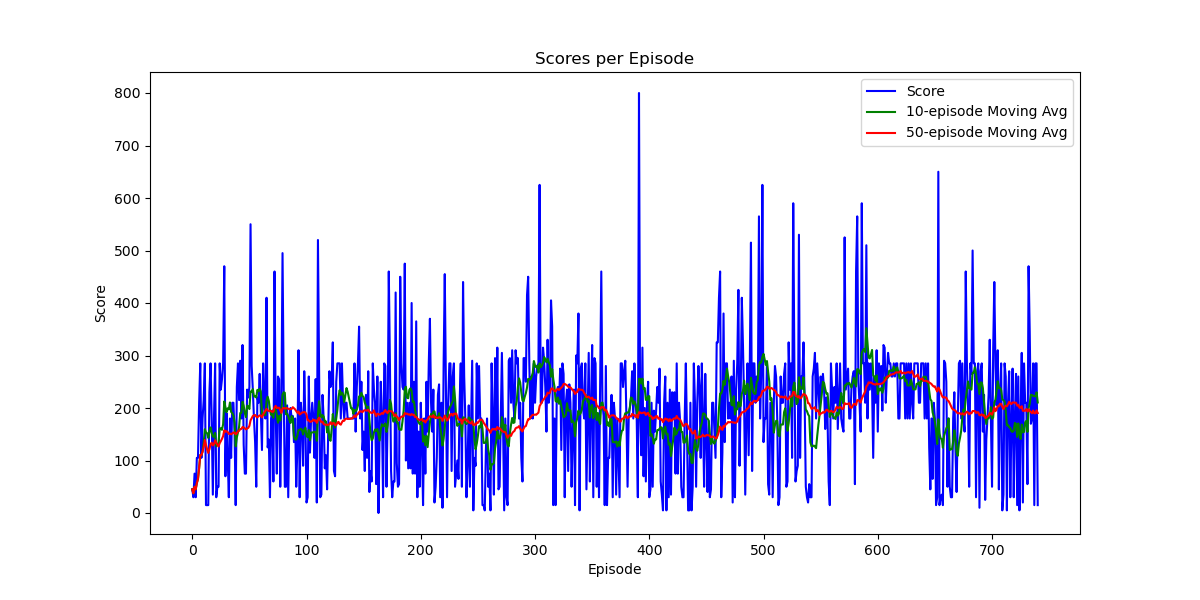 Scores per Episode
Score
10-episode Moving Avg
50-episode Moving Avg
800
700
600
500
400
300
200
100
0
Score
0 100 200 300 400 500 600 700
Episode